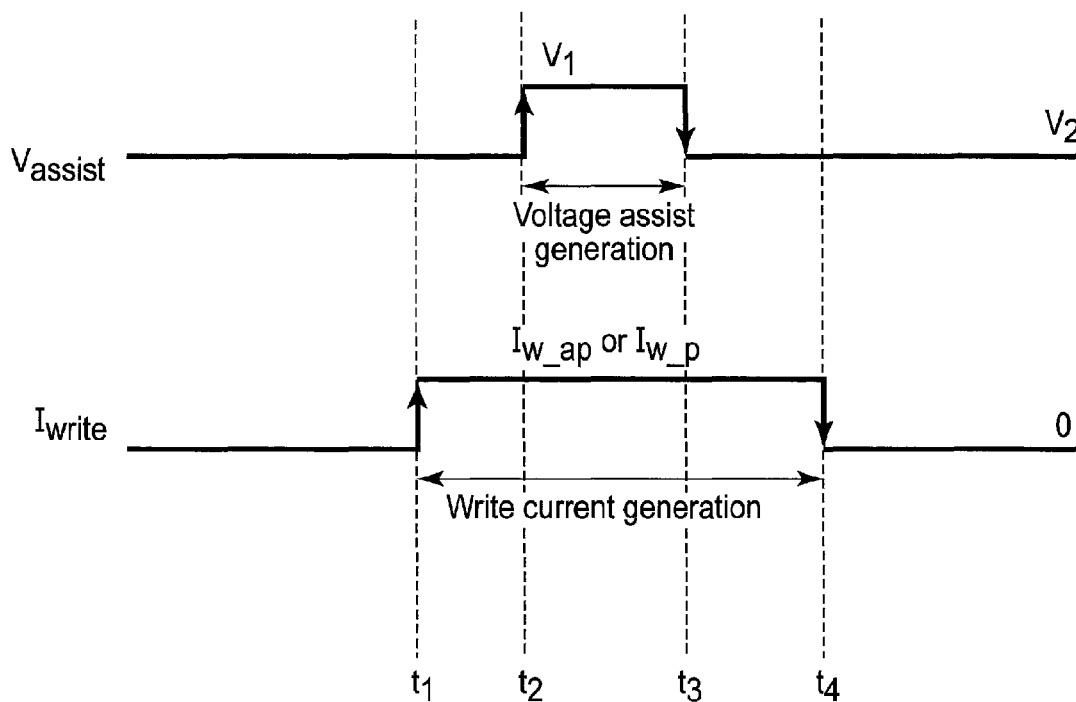 V1
V2
Vassist
Voltage assist
generation
Iw_ap or Iw_p
Iwrite
0
Write current generation
t1 t2 t3 t4